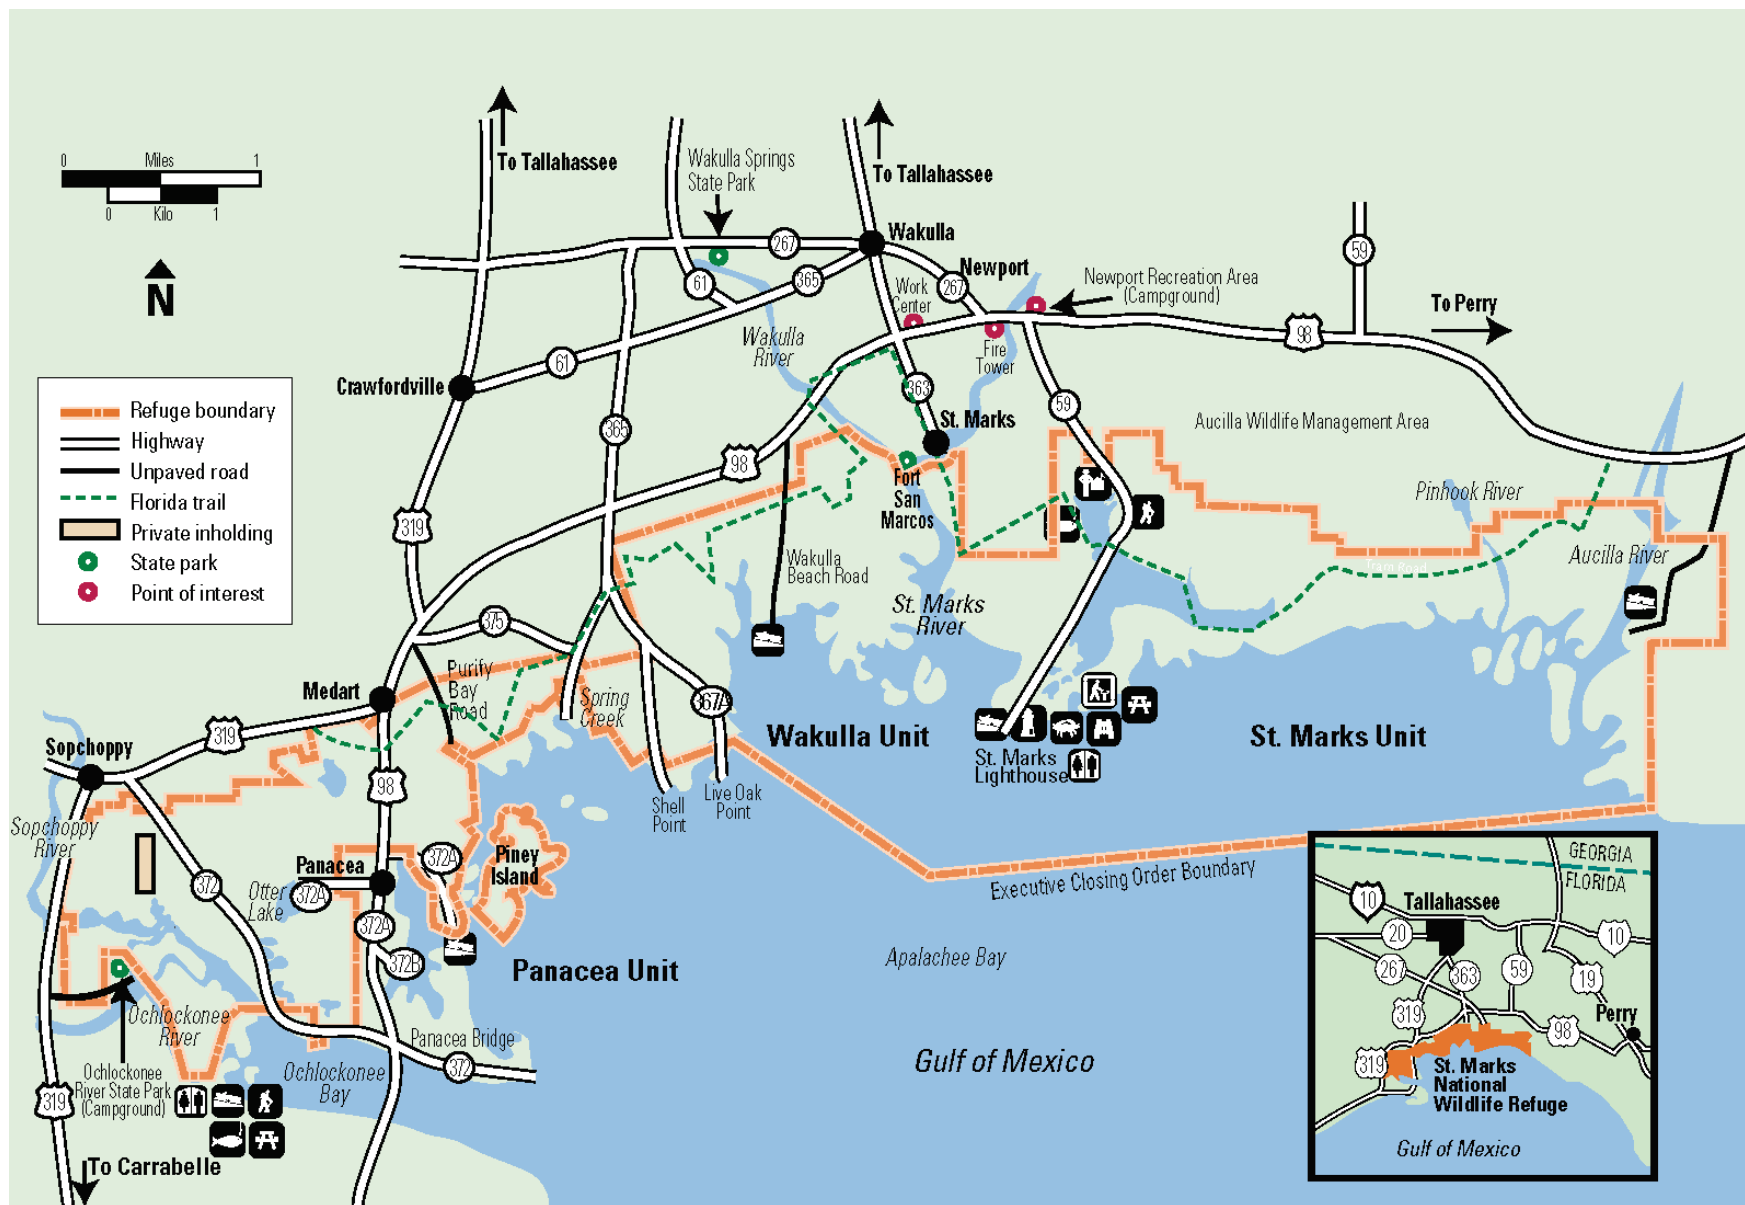 0 Miles 1
0 Kilo 1
N
To Tallahassee
Wakulla Springs
State Park
To Tallahassee
Wakulla
267
Newport
267
Newport Recreation Area
(Campground)
59
To Perry
61
365
Work
Center
Wakulla
River
Fire
Tower
98
61
Crawfordville
363
59
St. Marks
Aucilla Wildlife Management Area
Refuge boundary
Highway
Unpaved road
Florida trail
Private inholding
State park
Point of interest
365
98
319
Fort
San
Marcos
Pinhook River
Aucilla River
Tram Road
Wakulla
Beach Road
St. Marks
River
375
Purify
Bay
Road
Medart
Spring
Creek
367A
Wakulla Unit
St. Marks Unit
St. Marks
Lighthouse
319
Sopchoppy
98
Shell
Point
Live Oak
Point
Sopchoppy
River
Panacea
372A
Piney
Island
372
Otter
Lake
372A
372A
372B
Executive Closing Order Boundary
Panacea Unit
Apalachee Bay
Ochlockonee
River
Panacea Bridge
372
Gulf of Mexico
Ochlockonee
River State Park
(Campground)
Ochlockonee
Bay
319
To Carrabelle
GEORGIA
FLORIDA
10
Tallahassee
20
10
267
363
59
19
319
98
Perry
319
St. Marks
National
Wildlife Refuge
Gulf of Mexico